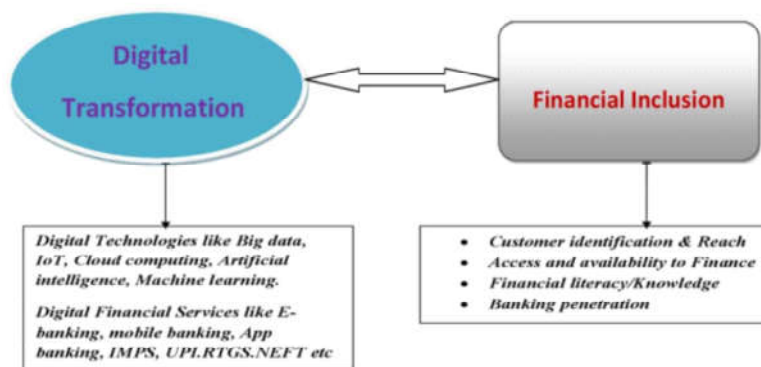 Digital
Transformation
Financial Inclusion
Digital Technologies like Big data,
IoT, Cloud computing, Artificial
intelligence, Machine learning.
Digital Financial Services like E-
banking, mobile banking, App
banking, IMPS, UPI.RTGS.NEFT etc
• Customer identification & Reach
• Access and availability to Finance
• Financial literacy/Knowledge
• Banking penetration